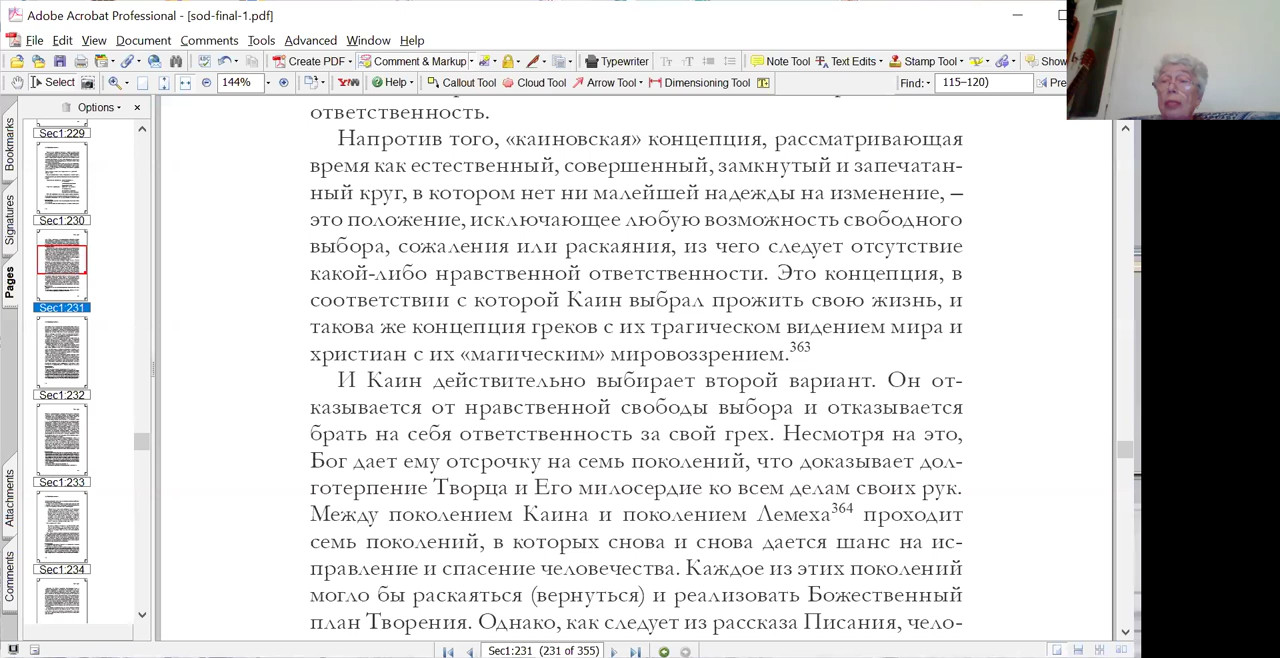 Adobe Acrobat Professional - [sod-final-1.pdf]
File Edit View Document Comments Tools Advanced Window Help
Create PDF Comment & Markup Typewriter Note Tool Text Edits Stamp Tool Show
Select 144% Help Callout Tool Cloud Tool Arrow Tool Dimensioning Tool Find: 115–120)
Options
Bookmarks
Signatures
Pages
Attachments
Comments
Sec1:229
Sec1:230
Sec1:231
Sec1:232
Sec1:233
Sec1:234
ответственность.
Напротив того, «каиновская» концепция, рассматривающая
время как естественный, совершенный, замкнутый и запечатан-
ный круг, в котором нет ни малейшей надежды на изменение, –
это положение, исключающее любую возможность свободного
выбора, сожаления или раскаяния, из чего следует отсутствие
какой-либо нравственной ответственности. Это концепция, в
соответствии с которой Каин выбрал прожить свою жизнь, и
такова же концепция греков с их трагическом видением мира и
христиан с их «магическим» мировоззрением.363
И Каин действительно выбирает второй вариант. Он от-
казывается от нравственной свободы выбора и отказывается
брать на себя ответственность за свой грех. Несмотря на это,
Бог дает ему отсрочку на семь поколений, что доказывает дол-
готерпение Творца и Его милосердие ко всем делам своих рук.
Между поколением Каина и поколением Лемеха364 проходит
семь поколений, в которых снова и снова дается шанс на ис-
правление и спасение человечества. Каждое из этих поколений
могло бы раскаяться (вернуться) и реализовать Божественный
план Творения. Однако, как следует из рассказа Писания, чело-
Sec1:231 (231 of 355)